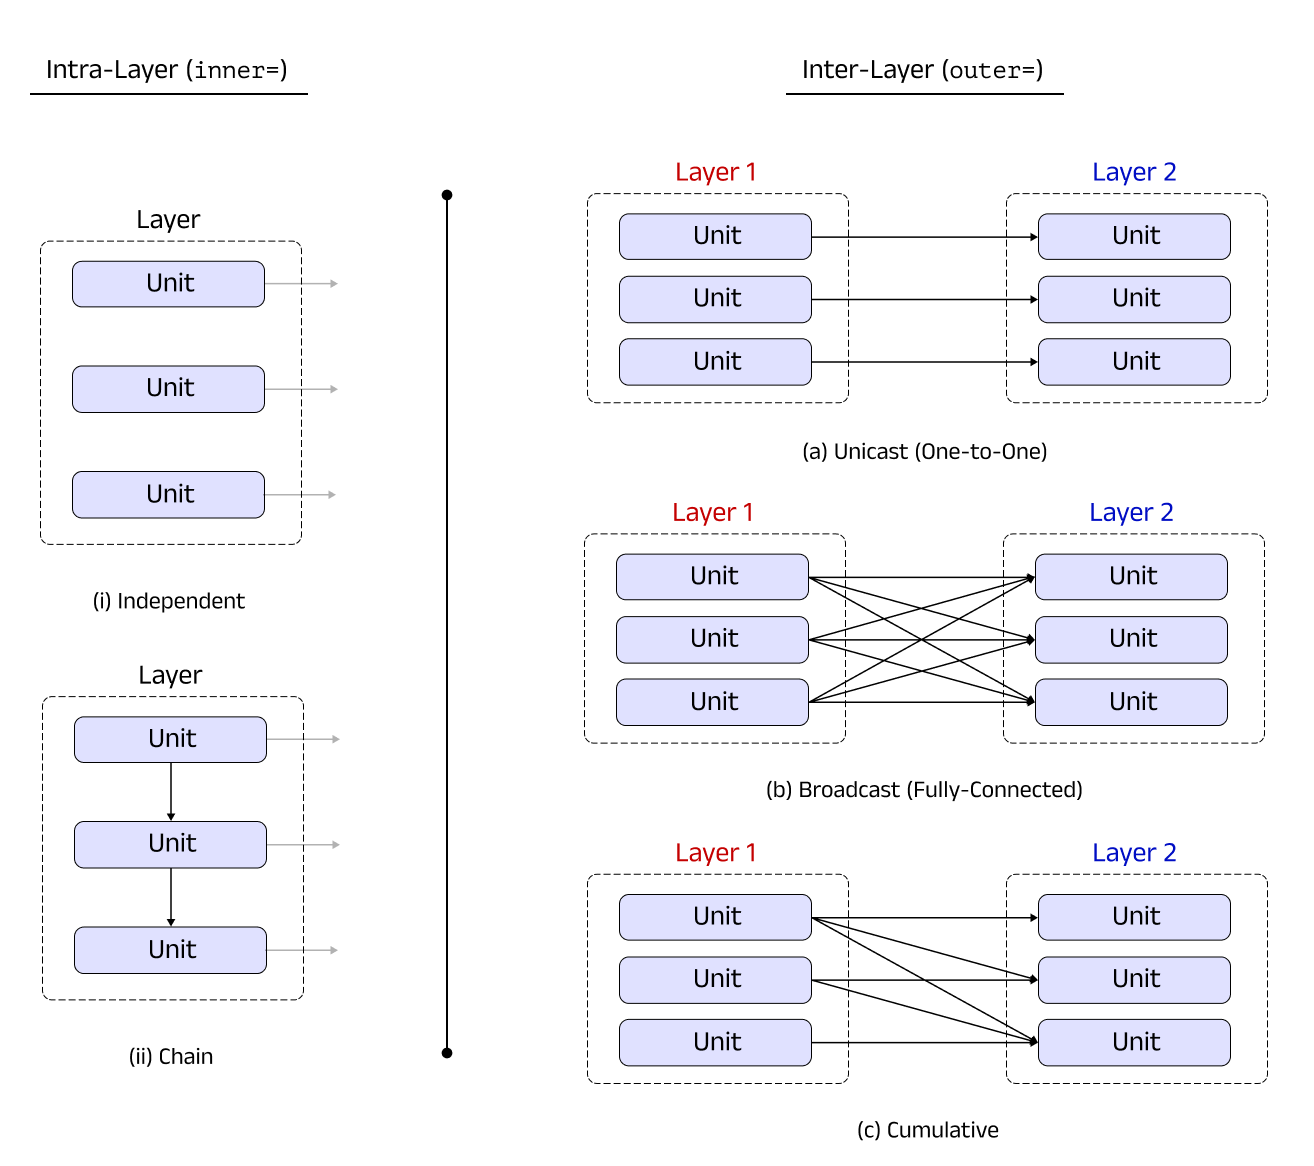 Intra-Layer (inner=)
Layer
Unit
Unit
Unit
(i) Independent
Layer
Unit
Unit
Unit
(ii) Chain
Inter-Layer (outer=)
Layer 1
Layer 2
Unit
Unit
Unit
Unit
Unit
Unit
(a) Unicast (One-to-One)
Layer 1
Layer 2
Unit
Unit
Unit
Unit
Unit
Unit
(b) Broadcast (Fully-Connected)
Layer 1
Layer 2
Unit
Unit
Unit
Unit
Unit
Unit
(c) Cumulative